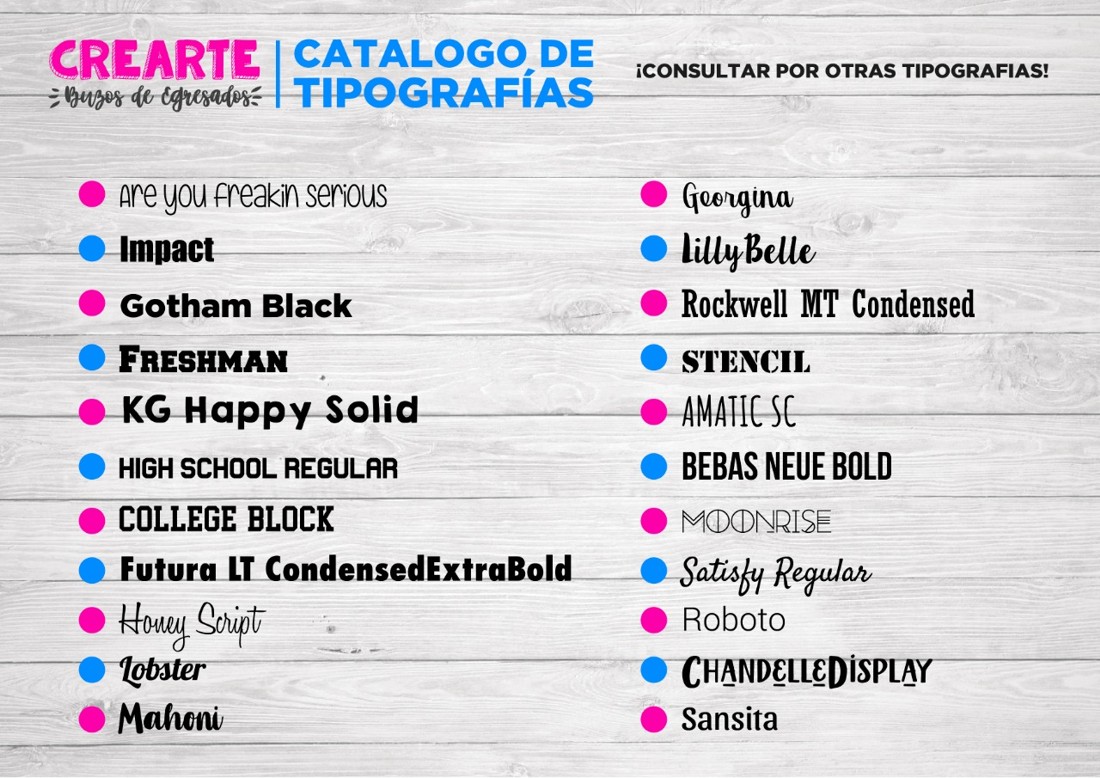 CREARTE
Buzos de Egresados
CATALOGO DE
TIPOGRAFÍAS
¡CONSULTAR POR OTRAS TIPOGRAFIAS!
Are you freakin serious
Impact
Gotham Black
FRESHMAN
KG Happy Solid
HIGH SCHOOL REGULAR
COLLEGE BLOCK
Futura LT CondensedExtraBold
Honey Script
Lobster
Mahoni
Georgina
LillyBelle
Rockwell MT Condensed
STENCIL
AMATIC SC
BEBAS NEUE BOLD
MOONRISE
Satisfy Regular
Roboto
CHANDELLEDISPLAY
Sansita